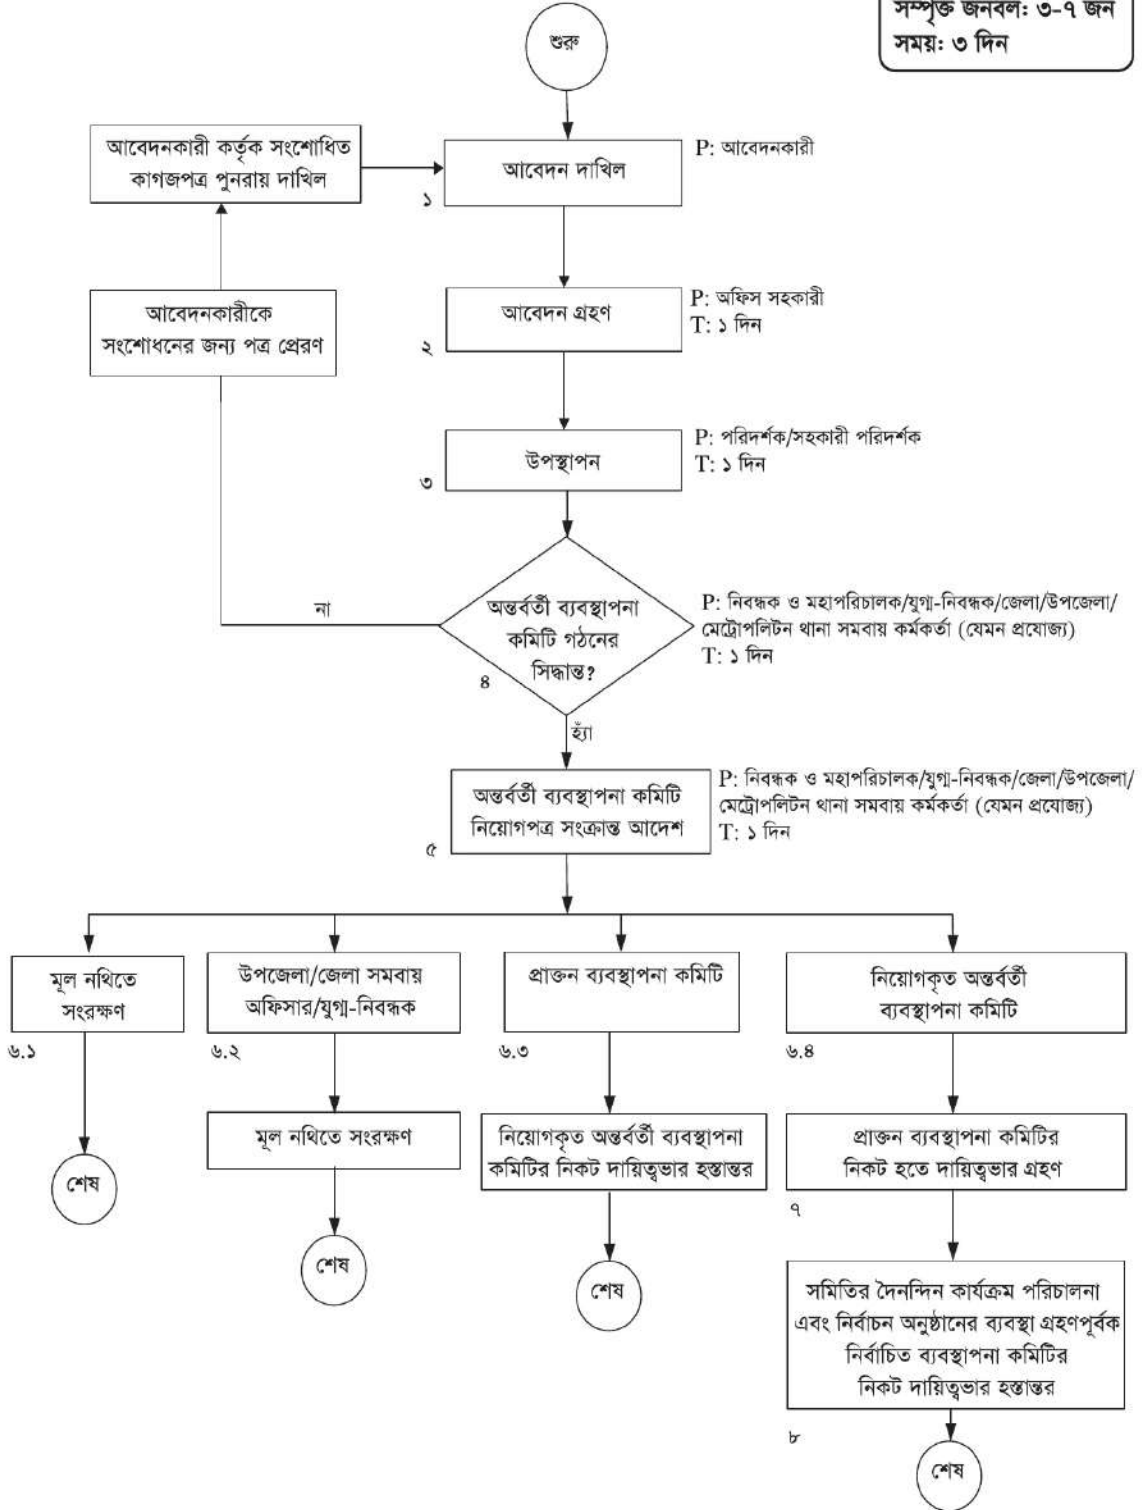 সম্পৃক্ত জনবল: ৩-৭ জন
সময়: ৩ দিন
শুরু
আবেদনকারী কর্তৃক সংশোধিত
কাগজপত্র পুনরায় দাখিল
আবেদন দাখিল
P: আবেদনকারী
১
আবেদনকারীকে
সংশোধনের জন্য পত্র প্রেরণ
আবেদন গ্রহণ
P: অফিস সহকারী
T: ১ দিন
২
উপস্থাপন
P: পরিদর্শক/সহকারী পরিদর্শক
T: ১ দিন
৩
না
অন্তর্বর্তী ব্যবস্থাপনা
কমিটি গঠনের
সিদ্ধান্ত?
৪
P: নিবন্ধক ও মহাপরিচালক/যুগ্ম-নিবন্ধক/জেলা/উপজেলা/
মেট্রোপলিটন থানা সমবায় কর্মকর্তা (যেমন প্রযোজ্য)
T: ১ দিন
হ্যাঁ
অন্তর্বর্তী ব্যবস্থাপনা কমিটি
নিয়োগপত্র সংক্রান্ত আদেশ
৫
P: নিবন্ধক ও মহাপরিচালক/যুগ্ম-নিবন্ধক/জেলা/উপজেলা/
মেট্রোপলিটন থানা সমবায় কর্মকর্তা (যেমন প্রযোজ্য)
T: ১ দিন
মূল নথিতে
সংরক্ষণ
৬.১
শেষ
উপজেলা/জেলা সমবায়
অফিসার/যুগ্ম-নিবন্ধক
৬.২
মূল নথিতে সংরক্ষণ
শেষ
প্রাক্তন ব্যবস্থাপনা কমিটি
৬.৩
নিয়োগকৃত অন্তর্বর্তী ব্যবস্থাপনা
কমিটির নিকট দায়িত্বভার হস্তান্তর
শেষ
নিয়োগকৃত অন্তর্বর্তী
ব্যবস্থাপনা কমিটি
৬.৪
প্রাক্তন ব্যবস্থাপনা কমিটির
নিকট হতে দায়িত্বভার গ্রহণ
৭
সমিতির দৈনন্দিন কার্যক্রম পরিচালনা
এবং নির্বাচন অনুষ্ঠানের ব্যবস্থা গ্রহণপূর্বক
নির্বাচিত ব্যবস্থাপনা কমিটির
নিকট দায়িত্বভার হস্তান্তর
৮
শেষ